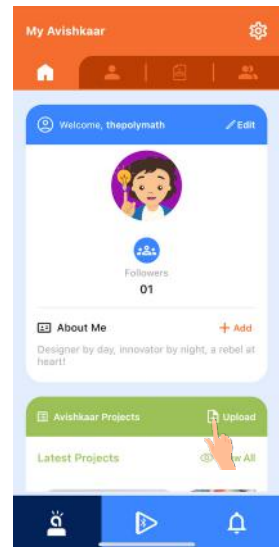 My Avishkaar
Welcome, thepolymath
Edit
Followers
01
About Me
+ Add
Designer by day, innovator by night, a rebel at
heart!
Avishkaar Projects
Upload
Latest Projects
All